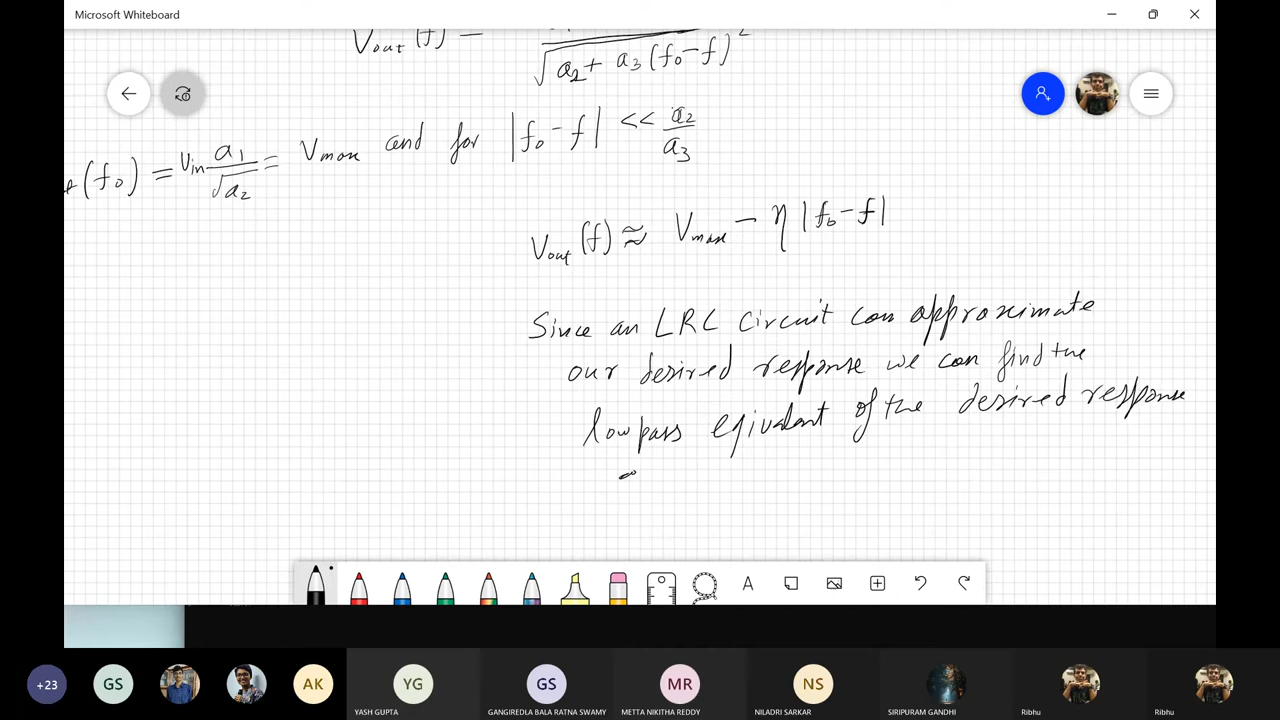 Microsoft Whiteboard
Vout (f) =
√a2 + a3 (f0 - f)^2
(f0) = Vin a1/√a2 = Vmax and for |f0 - f| << a2/a3
Vout (f) ≈ Vmax - η |f0 - f|
Since an LRC circuit can approximate
our desired response we can find the
lowpass eqivalent of the desired response
A
+23
GS
AK
YG
GS
MR
NS
YASH GUPTA
GANGIREDLA BALA RATNA SWAMY
METTA NIKITHA REDDY
NILADRI SARKAR
SIRIPURAM GANDHI
Ribhu
Ribhu